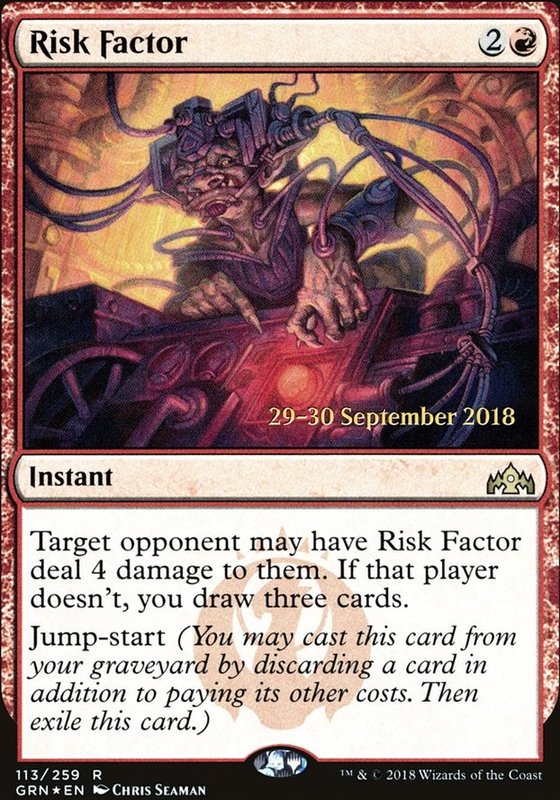 Risk Factor
2
29–30 September 2018
Instant
Target opponent may have Risk Factor
deal 4 damage to them. If that player
doesn't, you draw three cards.
Jump-start (You may cast this card from
your graveyard by discarding a card in
addition to paying its other costs. Then
exile this card.)
113/259 R
GRN★EN Chris Seaman
™ & © 2018 Wizards of the Coast